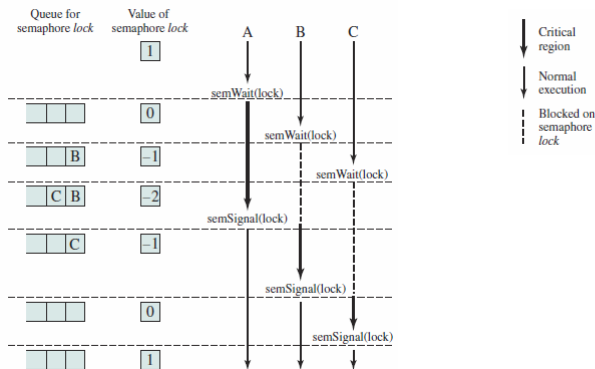 Queue for
semaphore lock
Value of
semaphore lock
A
B
C
1
semWait(lock)
0
semWait(lock)
B
–1
semWait(lock)
C B
–2
semSignal(lock)
C
–1
semSignal(lock)
0
semSignal(lock)
1
Critical
region
Normal
execution
Blocked on
semaphore
lock